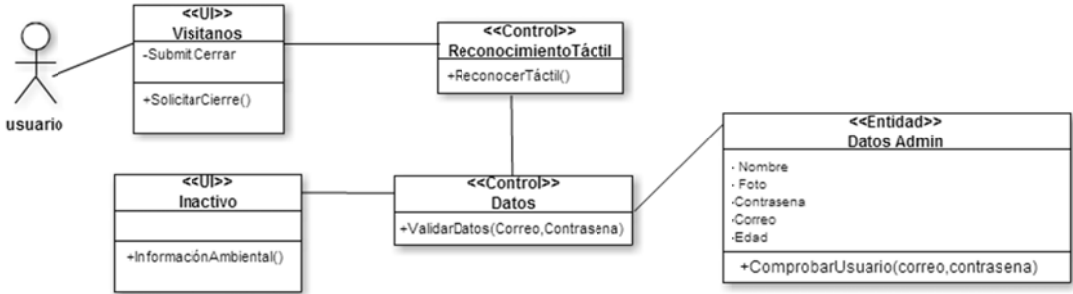 <<UI>>
Visitanos
-SubmitCerrar
+SolicitarCierre()
usuario
<<Control>>
ReconocimientoTáctil
+ReconocerTáctil()
<<UI>>
Inactivo
+InformaciónAmbiental()
<<Control>>
Datos
+ValidarDatos(Correo,Contrasena)
<<Entidad>>
Datos Admin
- Nombre
- Foto
-Contrasena
-Correo
-Edad
+ComprobarUsuario(correo,contrasena)